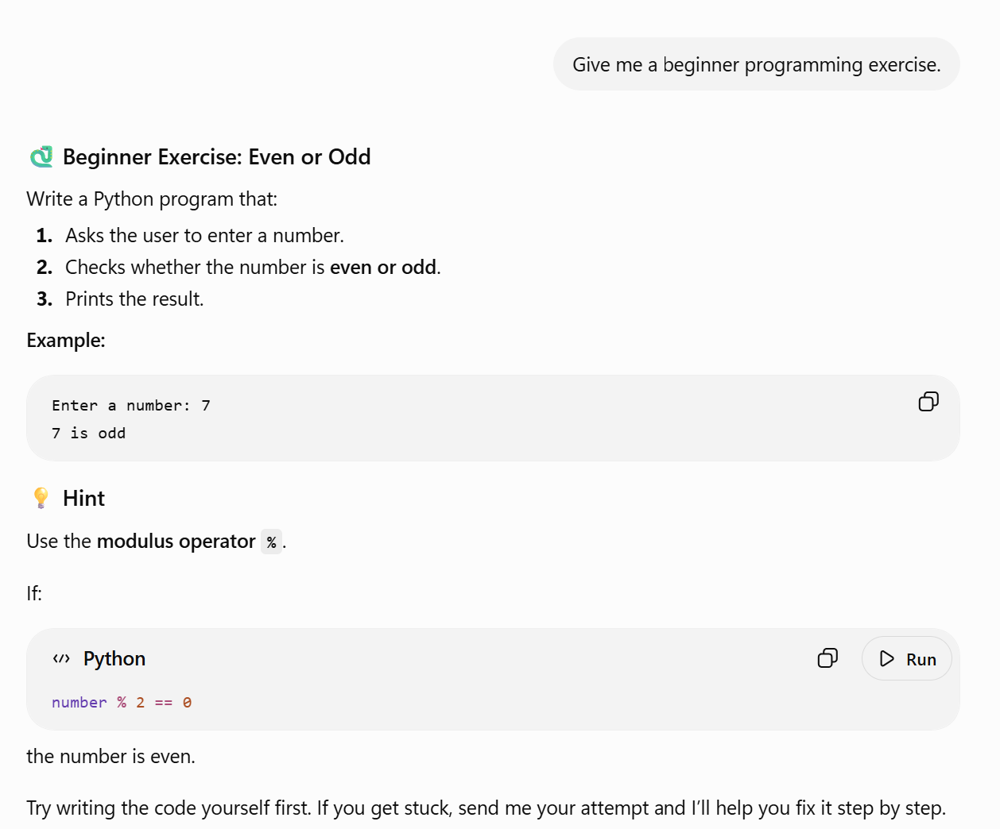 Give me a beginner programming exercise.
Beginner Exercise: Even or Odd
Write a Python program that:
1. Asks the user to enter a number.
2. Checks whether the number is even or odd.
3. Prints the result.
Example:
Enter a number: 7
7 is odd
Hint
Use the modulus operator %.
If:
Python Run
number % 2 == 0
the number is even.
Try writing the code yourself first. If you get stuck, send me your attempt and I’ll help you fix it step by step.